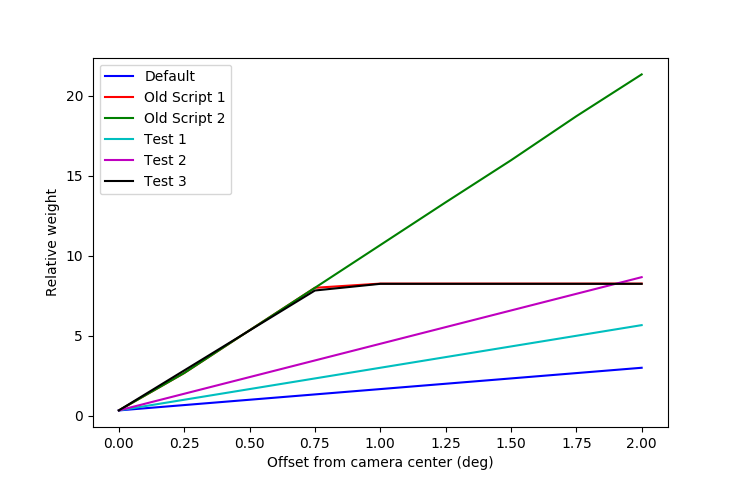 Default
Old Script 1
Old Script 2
Test 1
Test 2
Test 3
20
15
10
5
0
Relative weight
0.00 0.25 0.50 0.75 1.00 1.25 1.50 1.75 2.00
Offset from camera center (deg)